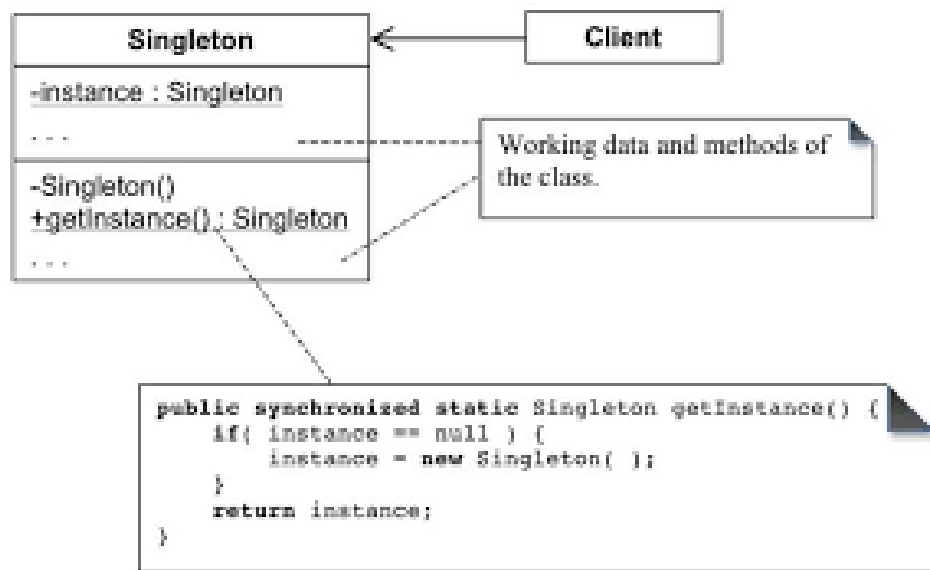 Singleton
Client
-instance : Singleton
. . .
Working data and methods of
the class.
-Singleton()
+getInstance() : Singleton
. . .
public synchronized static Singleton getInstance() {
if( instance == null ) {
instance = new Singleton( );
}
return instance;
}